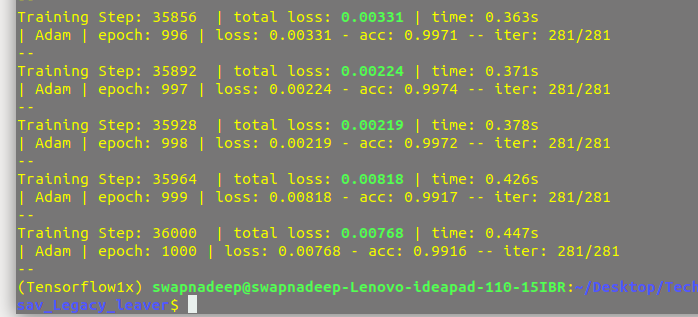 --
Training Step: 35856  | total loss: 0.00331 | time: 0.363s
| Adam | epoch: 996 | loss: 0.00331 - acc: 0.9971 -- iter: 281/281
--
Training Step: 35892  | total loss: 0.00224 | time: 0.371s
| Adam | epoch: 997 | loss: 0.00224 - acc: 0.9974 -- iter: 281/281
--
Training Step: 35928  | total loss: 0.00219 | time: 0.378s
| Adam | epoch: 998 | loss: 0.00219 - acc: 0.9972 -- iter: 281/281
--
Training Step: 35964  | total loss: 0.00818 | time: 0.426s
| Adam | epoch: 999 | loss: 0.00818 - acc: 0.9917 -- iter: 281/281
--
Training Step: 36000  | total loss: 0.00768 | time: 0.447s
| Adam | epoch: 1000 | loss: 0.00768 - acc: 0.9916 -- iter: 281/281
--
(Tensorflow1x) swapnadeep@swapnadeep-Lenovo-ideapad-110-15IBR:~/Desktop/Tech
sav_Legacy_leaver$